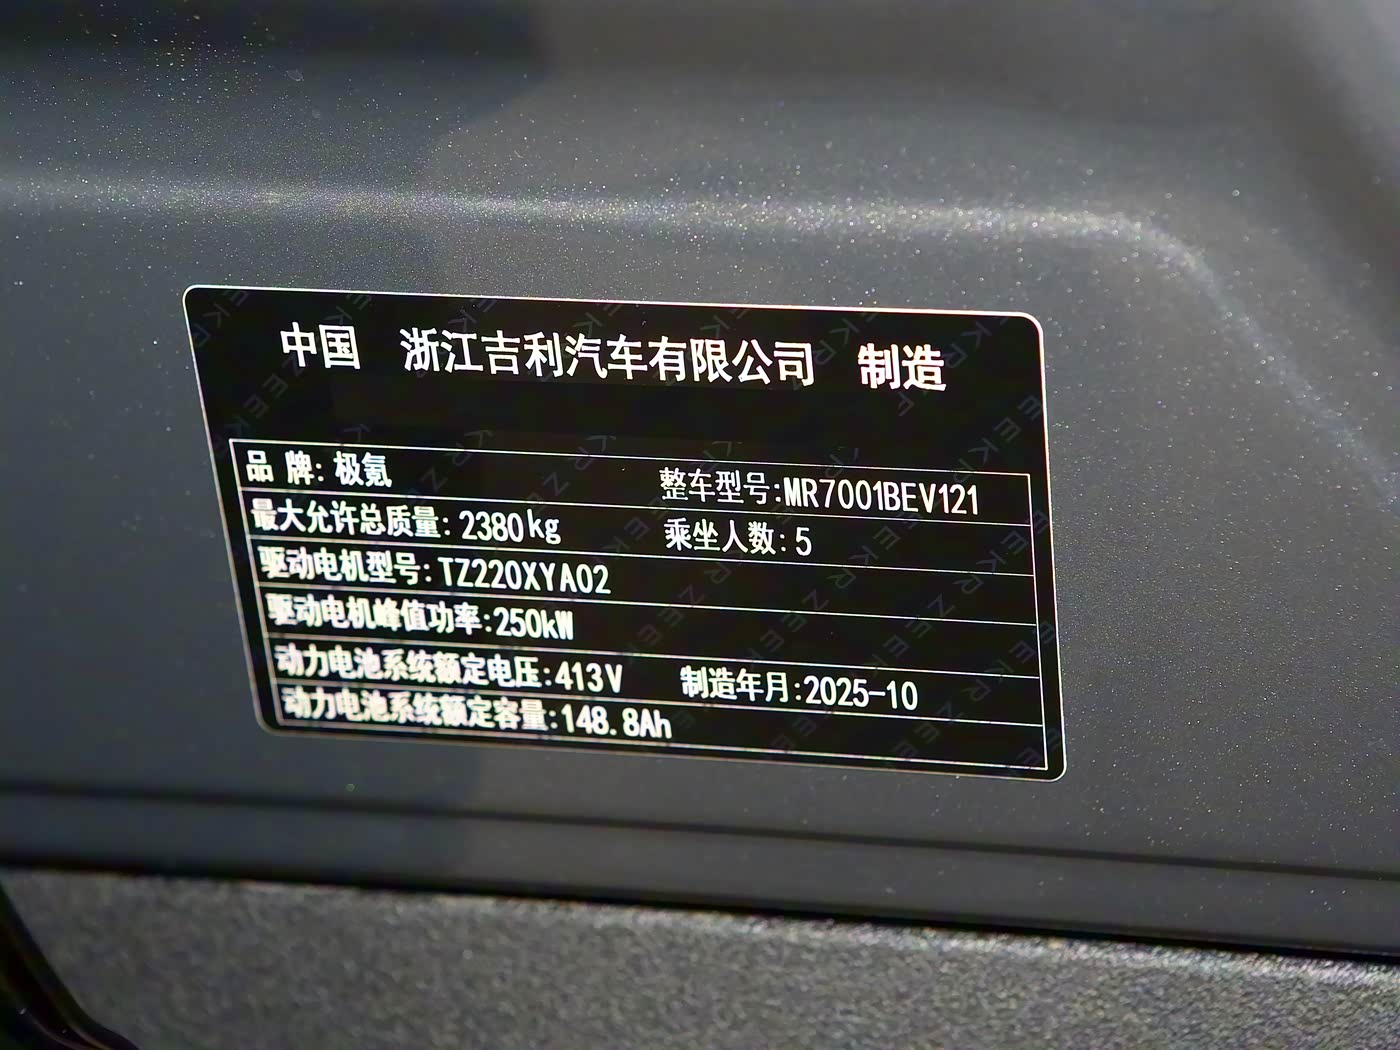 中国 浙江吉利汽车有限公司 制造
品 牌: 极氪 整车型号:MR7001BEV121
最大允许总质量: 2380kg 乘坐人数: 5
驱动电机型号: TZ220XYA02
驱动电机峰值功率:250kW
动力电池系统额定电压:413V 制造年月:2025-10
动力电池系统额定容量:148.8Ah